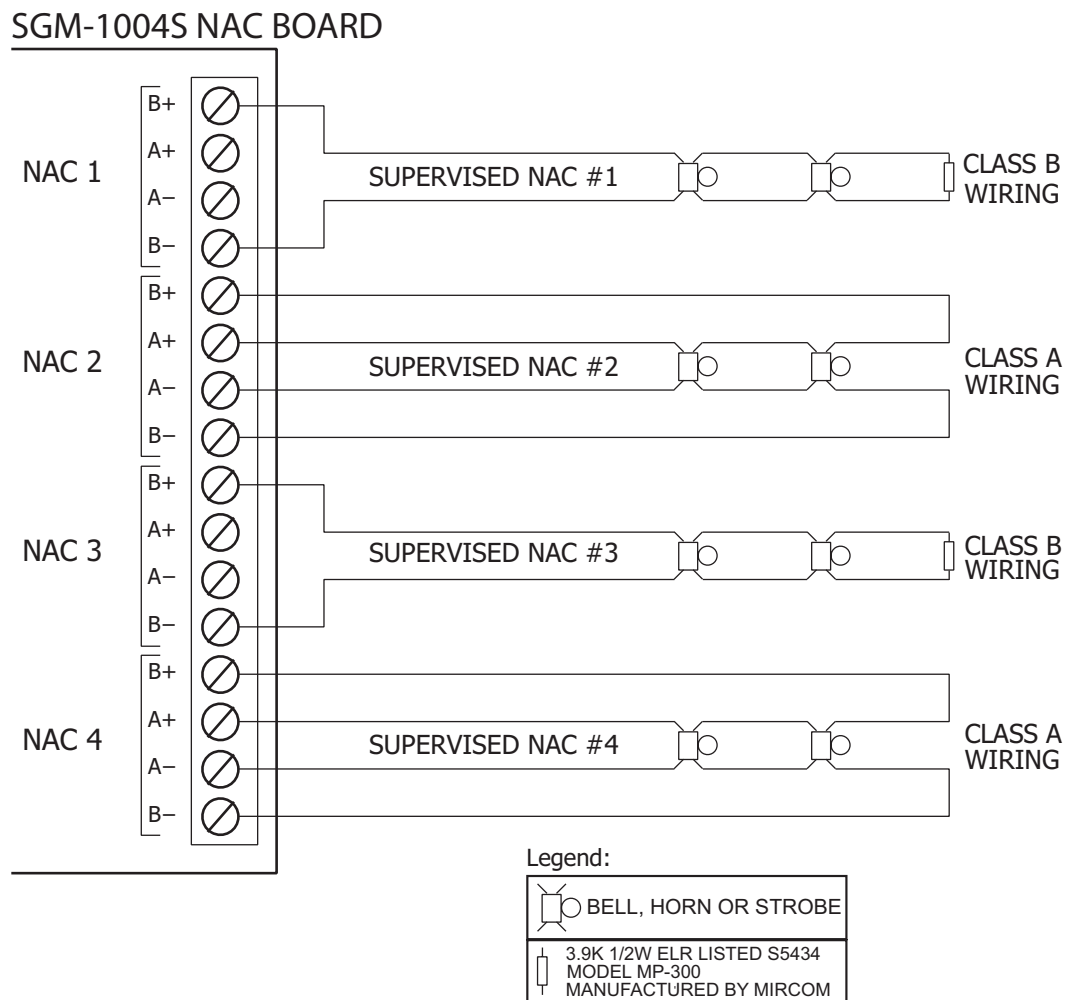 SGM-1004S NAC BOARD
NAC 1
B+
A+
A−
B−
SUPERVISED NAC #1
CLASS B
WIRING
NAC 2
B+
A+
A−
B−
SUPERVISED NAC #2
CLASS A
WIRING
NAC 3
B+
A+
A−
B−
SUPERVISED NAC #3
CLASS B
WIRING
NAC 4
B+
A+
A−
B−
SUPERVISED NAC #4
CLASS A
WIRING
Legend:
BELL, HORN OR STROBE
3.9K 1/2W ELR LISTED S5434
MODEL MP-300
MANUFACTURED BY MIRCOM